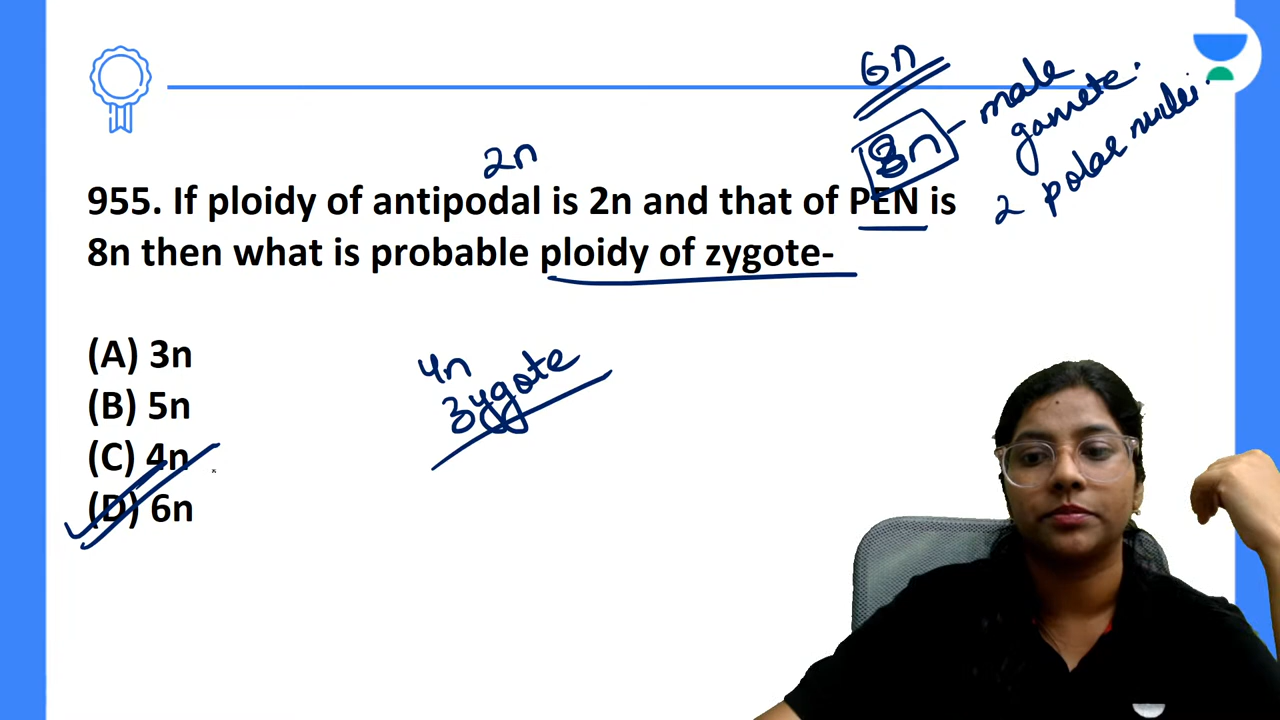 6n
8n - male
gamete.
2 polar nuclei.
2n
955. If ploidy of antipodal is 2n and that of PEN is
8n then what is probable ploidy of zygote-
(A) 3n
(B) 5n
(C) 4n
(D) 6n
4n
zygote